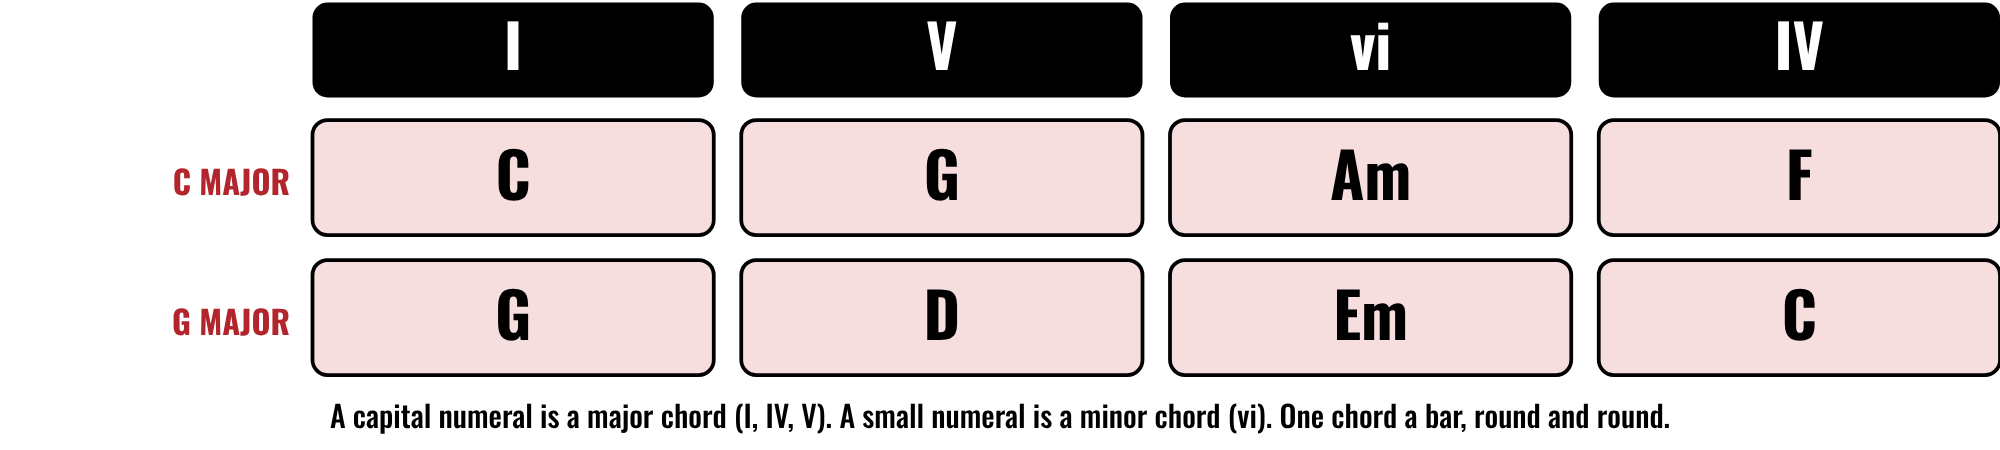 I V vi IV
C MAJOR C G Am F
G MAJOR G D Em C
A capital numeral is a major chord (I, IV, V). A small numeral is a minor chord (vi). One chord a bar, round and round.